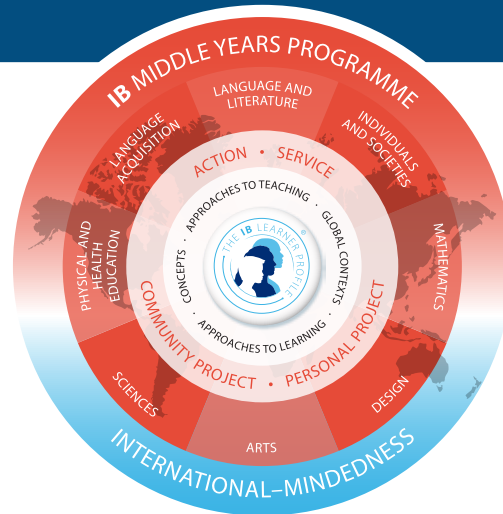 IB MIDDLE YEARS PROGRAMME
LANGUAGE AND
LITERATURE
INDIVIDUALS
AND SOCIETIES
MATHEMATICS
DESIGN
ARTS
SCIENCES
PHYSICAL AND
HEALTH
EDUCATION
LANGUAGE
ACQUISITION
ACTION • SERVICE
PERSONAL PROJECT
•
COMMUNITY PROJECT
APPROACHES TO TEACHING ·
GLOBAL CONTEXTS ·
APPROACHES TO LEARNING ·
CONCEPTS ·
THE IB LEARNER PROFILE ®
INTERNATIONAL–MINDEDNESS